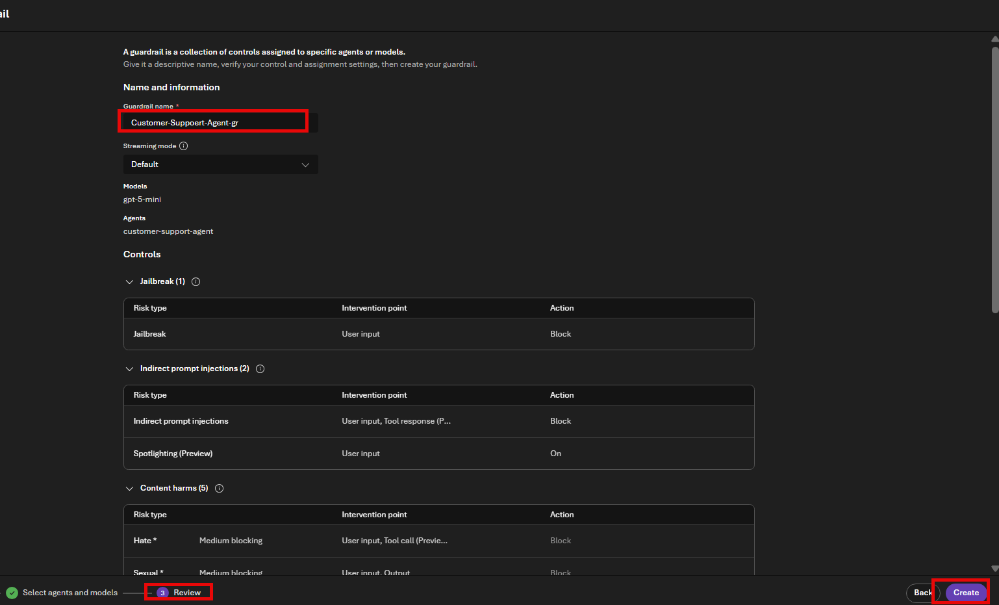 ail
A guardrail is a collection of controls assigned to specific agents or models.
Give it a descriptive name, verify your control and assignment settings, then create your guardrail.
Name and information
Guardrail name *
Customer-Suppoert-Agent-gr
Streaming mode
Default
Models
gpt-5-mini
Agents
customer-support-agent
Controls
Jailbreak (1)
Risk type Intervention point Action
Jailbreak User input Block
Indirect prompt injections (2)
Risk type Intervention point Action
Indirect prompt injections User input, Tool response (P... Block
Spotlighting (Preview) User input On
Content harms (5)
Risk type Intervention point Action
Hate * Medium blocking User input, Tool call (Previe... Block
Sexual * Medium blocking User input, Output Block
Select agents and models 3 Review Back Create